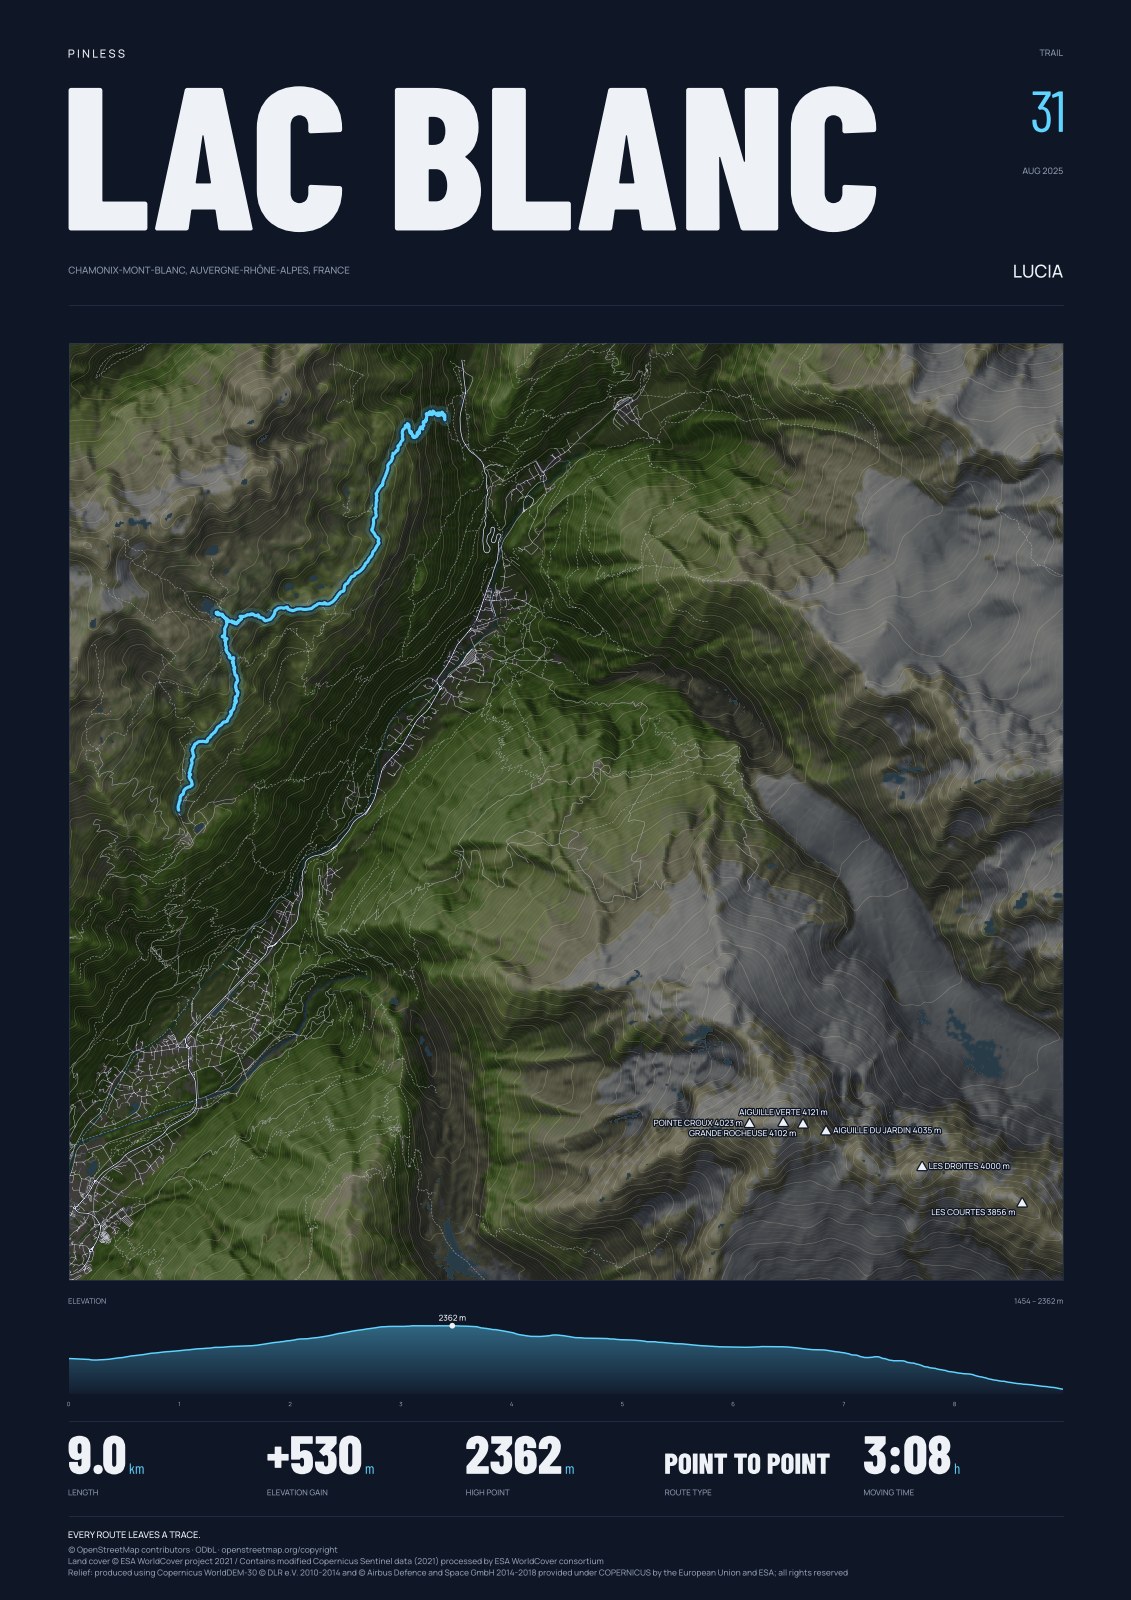 PINLESS
TRAIL
LAC BLANC
31
AUG 2025
CHAMONIX-MONT-BLANC, AUVERGNE-RHÔNE-ALPES, FRANCE
LUCIA
AIGUILLE VERTE 4121 m
POINTE CROUX 4023 m
GRANDE ROCHEUSE 4102 m
AIGUILLE DU JARDIN 4035 m
LES DROITES 4000 m
LES COURTES 3856 m
ELEVATION
1454 – 2362 m
2362 m
0 1 2 3 4 5 6 7 8
9.0 km
+530 m
2362 m
POINT TO POINT
3:08 h
LENGTH
ELEVATION GAIN
HIGH POINT
ROUTE TYPE
MOVING TIME
EVERY ROUTE LEAVES A TRACE.
© OpenStreetMap contributors · ODbL · openstreetmap.org/copyright
Land cover © ESA WorldCover project 2021 / Contains modified Copernicus Sentinel data (2021) processed by ESA WorldCover consortium
Relief: produced using Copernicus WorldDEM-30 © DLR e.V. 2010-2014 and © Airbus Defence and Space GmbH 2014-2018 provided under COPERNICUS by the European Union and ESA; all rights reserved